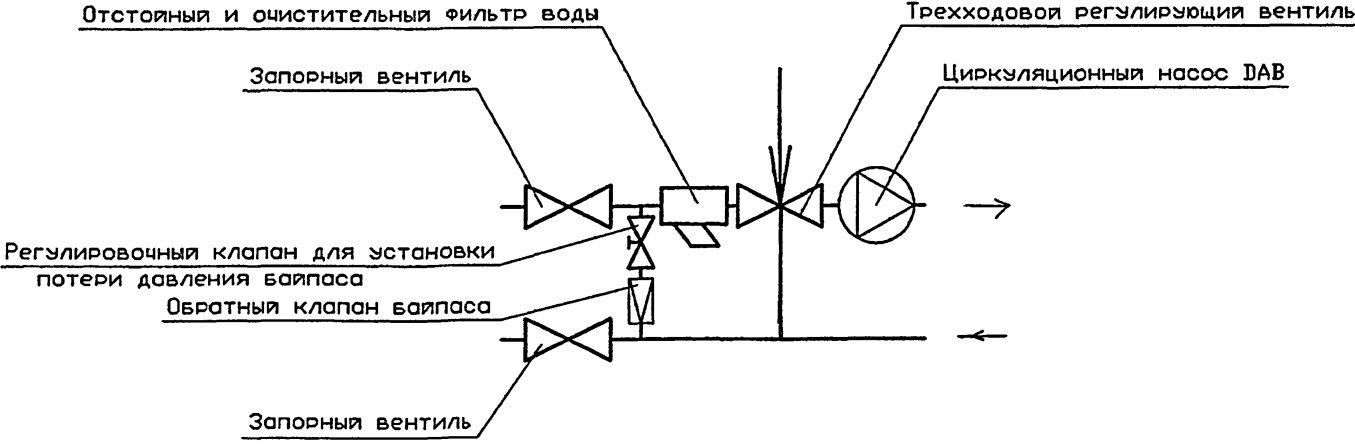 Отстойный и очистительный фильтр воды
Трехходовой регулирующий вентиль
Запорный вентиль
Циркуляционный насос DAB
Регулировочный клапан для установки
потери давления байпаса
Обратный клапан байпаса
Запорный вентиль